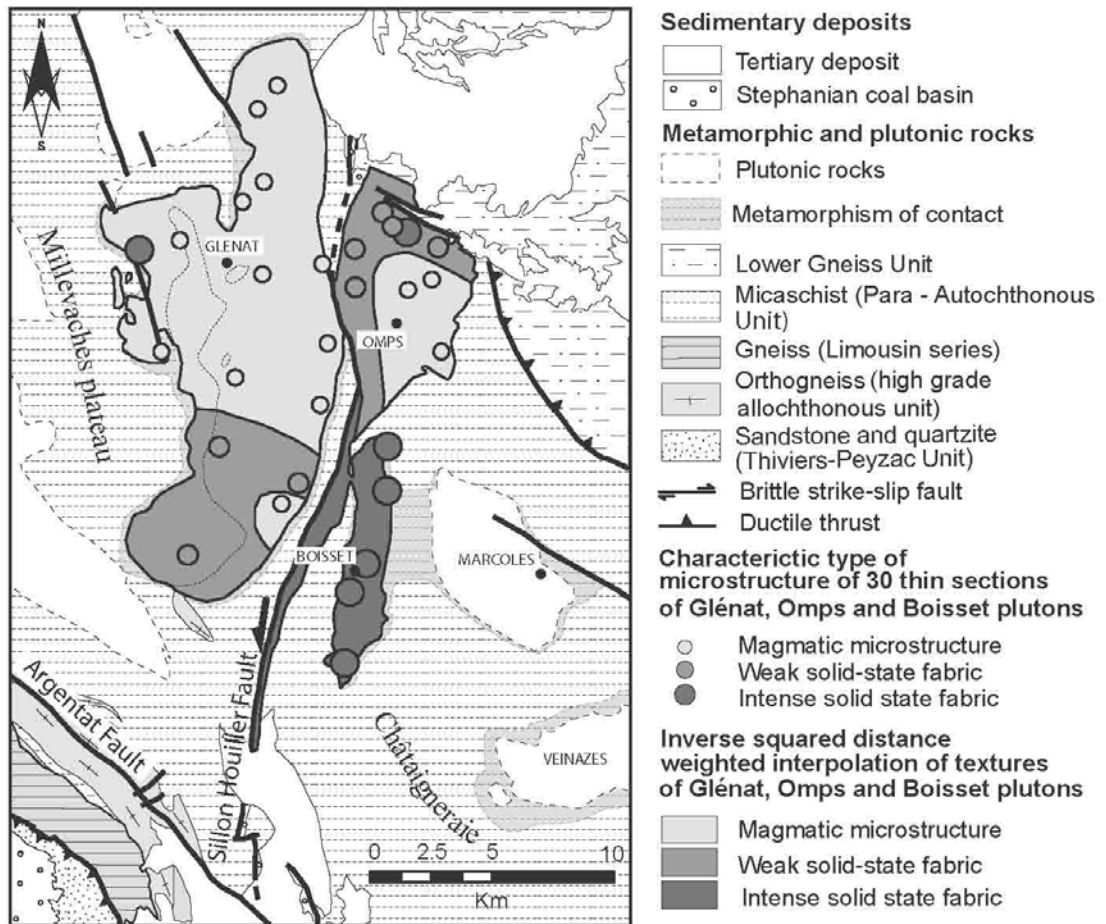 N
S
GLENAT
OMPS
Millevaches plateau
BOISSET
MARCOLES
Argentat Fault
Sillon Houiller Fault
Châtaigneraie
VEINAZES
0 2.5 5 10
Km
Sedimentary deposits
Tertiary deposit
Stephanian coal basin
Metamorphic and plutonic rocks
Plutonic rocks
Metamorphism of contact
Lower Gneiss Unit
Micaschist (Para - Autochthonous
Unit)
Gneiss (Limousin series)
Orthogneiss (high grade
allochthonous unit)
Sandstone and quartzite
(Thiviers-Peyzac Unit)
Brittle strike-slip fault
Ductile thrust
Characterictic type of
microstructure of 30 thin sections
of Glénat, Omps and Boisset plutons
Magmatic microstructure
Weak solid-state fabric
Intense solid state fabric
Inverse squared distance
weighted interpolation of textures
of Glénat, Omps and Boisset plutons
Magmatic microstructure
Weak solid-state fabric
Intense solid state fabric